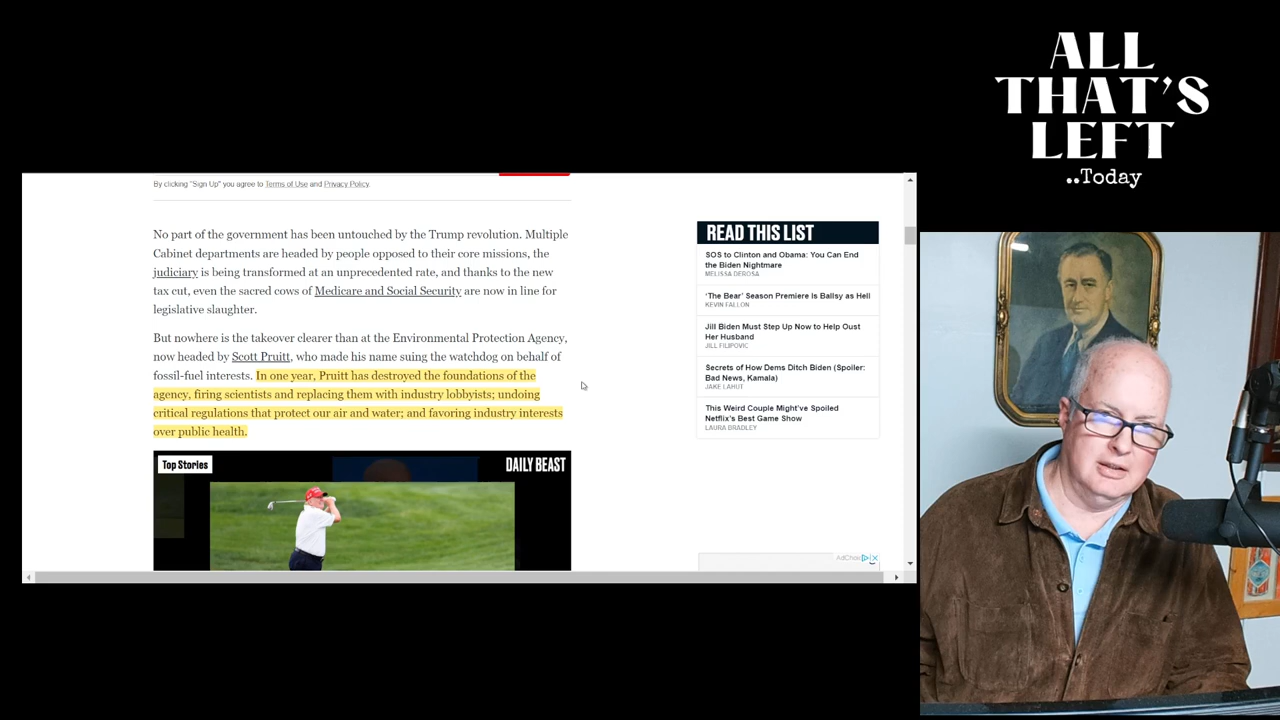 ALL
THAT'S
LEFT
..Today
By clicking "Sign Up" you agree to Terms of Use and Privacy Policy.
No part of the government has been untouched by the Trump revolution. Multiple
Cabinet departments are headed by people opposed to their core missions, the
judiciary is being transformed at an unprecedented rate, and thanks to the new
tax cut, even the sacred cows of Medicare and Social Security are now in line for
legislative slaughter.
But nowhere is the takeover clearer than at the Environmental Protection Agency,
now headed by Scott Pruitt, who made his name suing the watchdog on behalf of
fossil-fuel interests. In one year, Pruitt has destroyed the foundations of the
agency, firing scientists and replacing them with industry lobbyists; undoing
critical regulations that protect our air and water; and favoring industry interests
over public health.
Top Stories
DAILY BEAST
READ THIS LIST
SOS to Clinton and Obama: You Can End
the Biden Nightmare
MELISSA DEROSA
'The Bear' Season Premiere Is Ballsy as Hell
KEVIN FALLON
Jill Biden Must Step Up Now to Help Oust
Her Husband
JILL FILIPOVIC
Secrets of How Dems Ditch Biden (Spoiler:
Bad News, Kamala)
JAKE LAHUT
This Weird Couple Might've Spoiled
Netflix's Best Game Show
LAURA BRADLEY